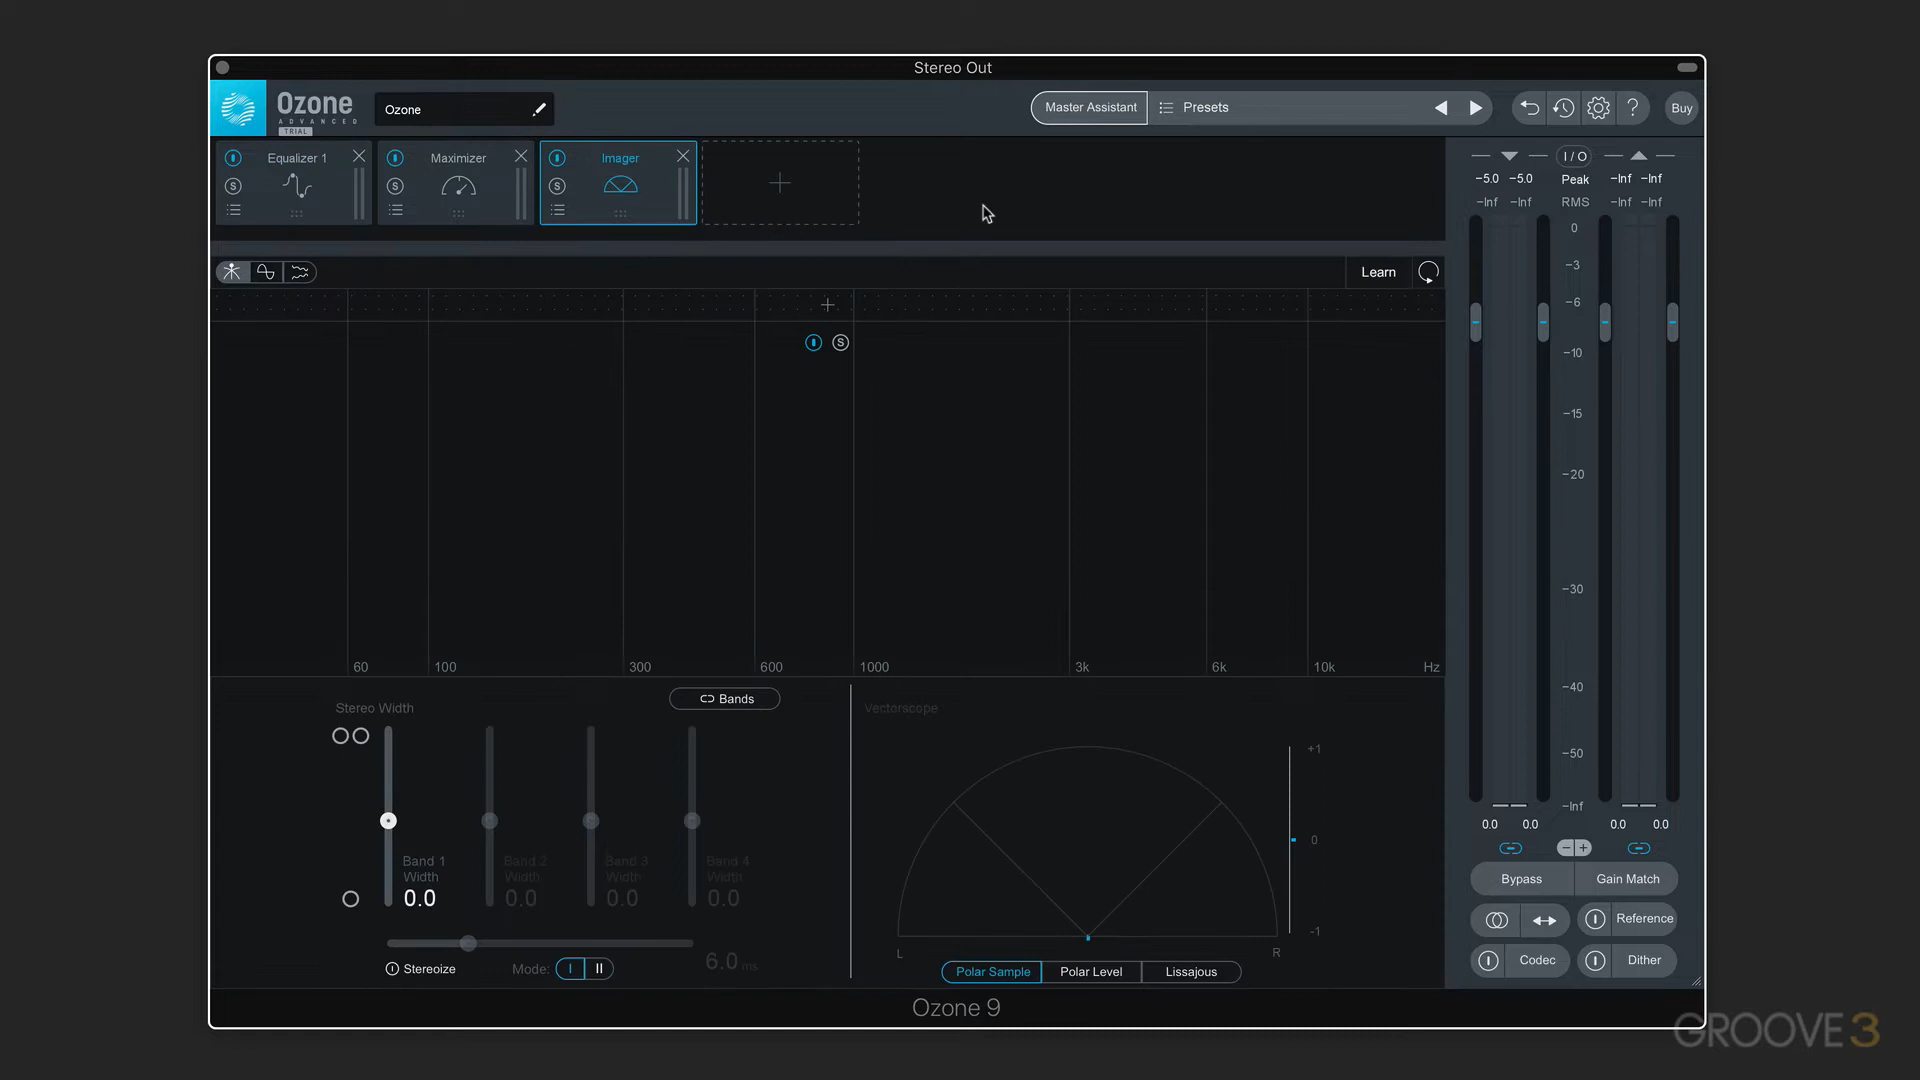 Stereo Out
Ozone
ADVANCED
TRIAL
Ozone
Master Assistant
Presets
?
Buy
Equalizer 1
S
Maximizer
S
Imager
S
I / O
-5.0 -5.0 Peak -Inf -Inf
-Inf -Inf RMS -Inf -Inf
Learn
S
0
-3
-6
-10
-15
-20
-30
-40
-50
-Inf
60 100 300 600 1000 3k 6k 10k Hz
Stereo Width
Bands
Band 1 Width 0.0
Band 2 Width 0.0
Band 3 Width 0.0
Band 4 Width 0.0
Stereoize
Mode: I II
6.0 ms
Vectorscope
+1
0
-1
L R
Polar Sample Polar Level Lissajous
0.0 0.0 0.0 0.0
Bypass Gain Match
Reference
Codec Dither
Ozone 9
GROOVE 3